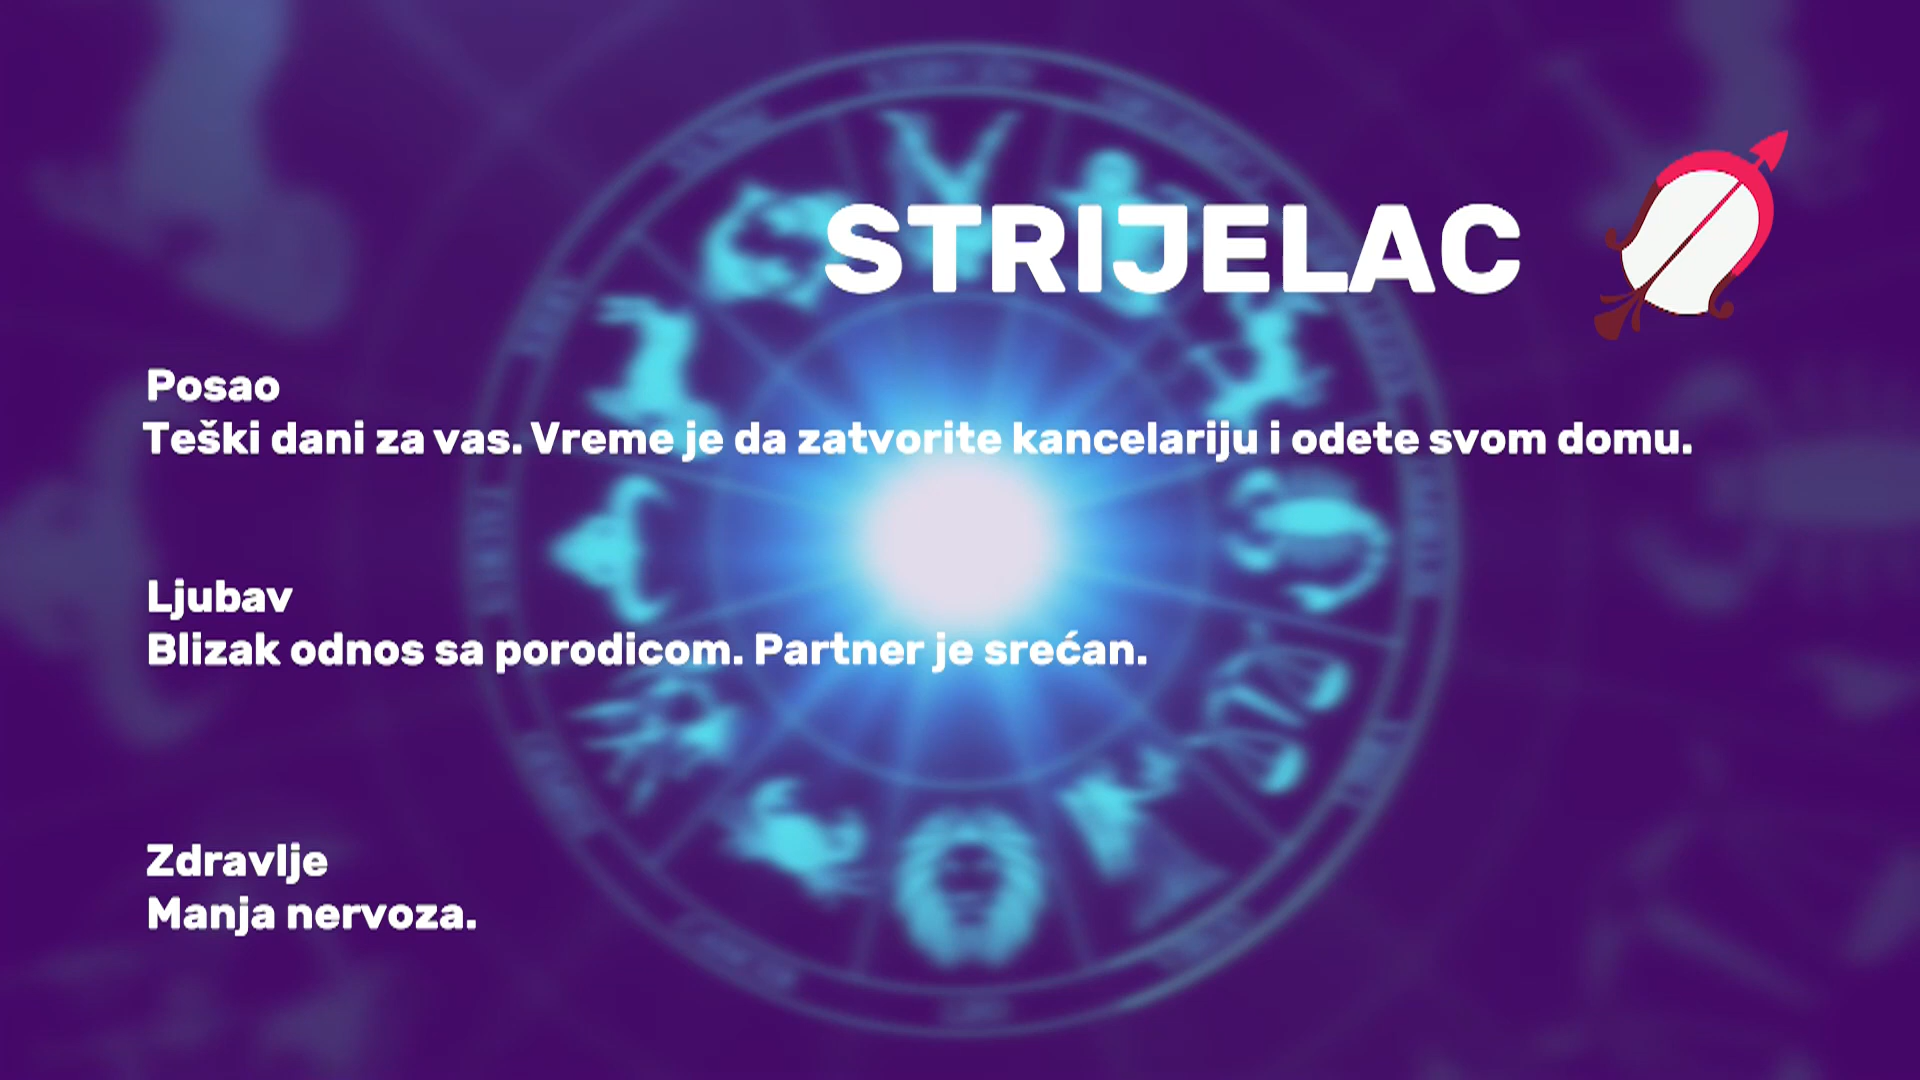 STRIJELAC
Posao
Teški dani za vas. Vreme je da zatvorite kancelariju i odete svom domu.
Ljubav
Blizak odnos sa porodicom. Partner je srećan.
Zdravlje
Manja nervoza.